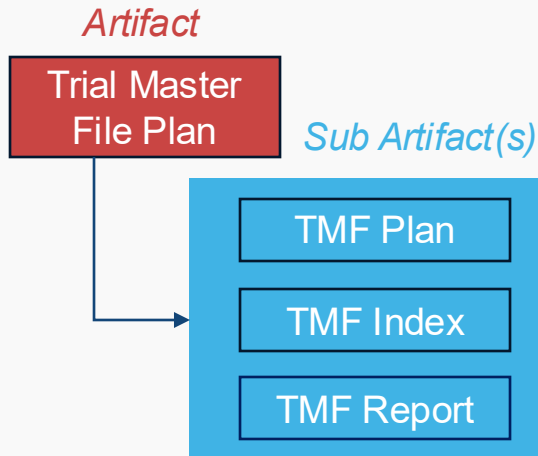 Artifact
Trial Master
File Plan
Sub Artifact(s)
TMF Plan
TMF Index
TMF Report